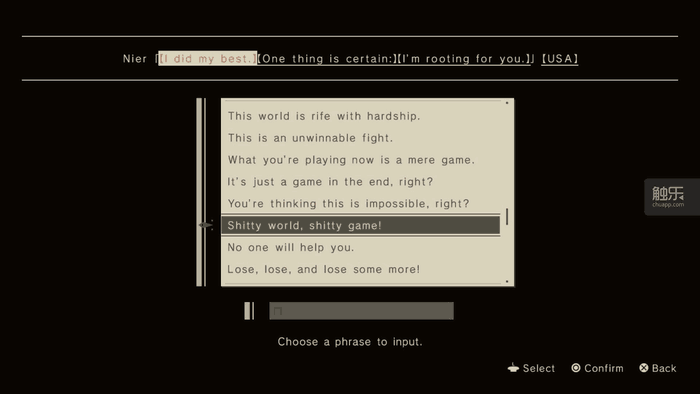 Nier 「【I did my best.】【One thing is certain:】【I'm rooting for you.】」【USA】
This world is rife with hardship.
This is an unwinnable fight.
What you're playing now is a mere game.
It's just a game in the end, right?
You're thinking this is impossible, right?
Shitty world, shitty game!
No one will help you.
Lose, lose, and lose some more!
触乐
chuapp.com
Choose a phrase to input.
Select Confirm Back